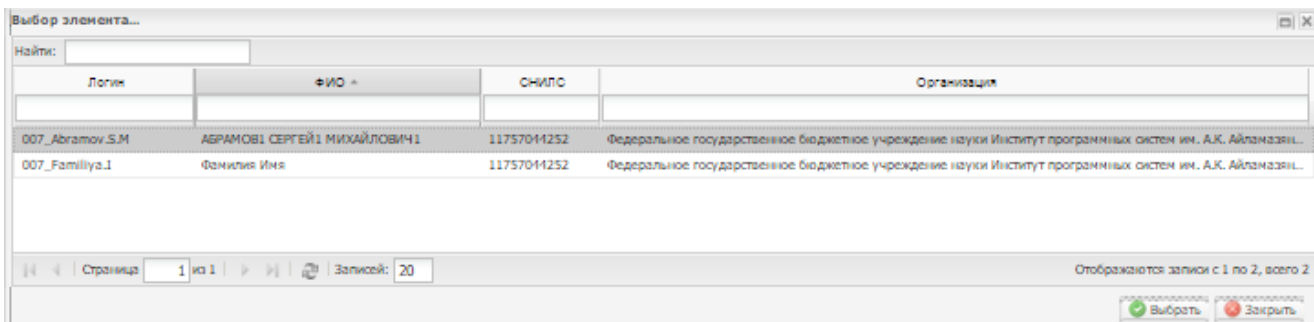 Выбор элемента...
Найти:
Логин ФИО СНИЛС Организация
007_Abramov.S.M АБРАМОВ1 СЕРГЕЙ1 МИХАЙЛОВИЧ1 11757044252 Федеральное государственное бюджетное учреждение науки Институт программных систем им. А.К. Айламазян...
007_Familiya.I Фамилия Имя 11757044252 Федеральное государственное бюджетное учреждение науки Институт программных систем им. А.К. Айламазян...
Страница 1 из 1 Записей: 20 Отображаются записи с 1 по 2, всего 2
Выбрать Закрыть